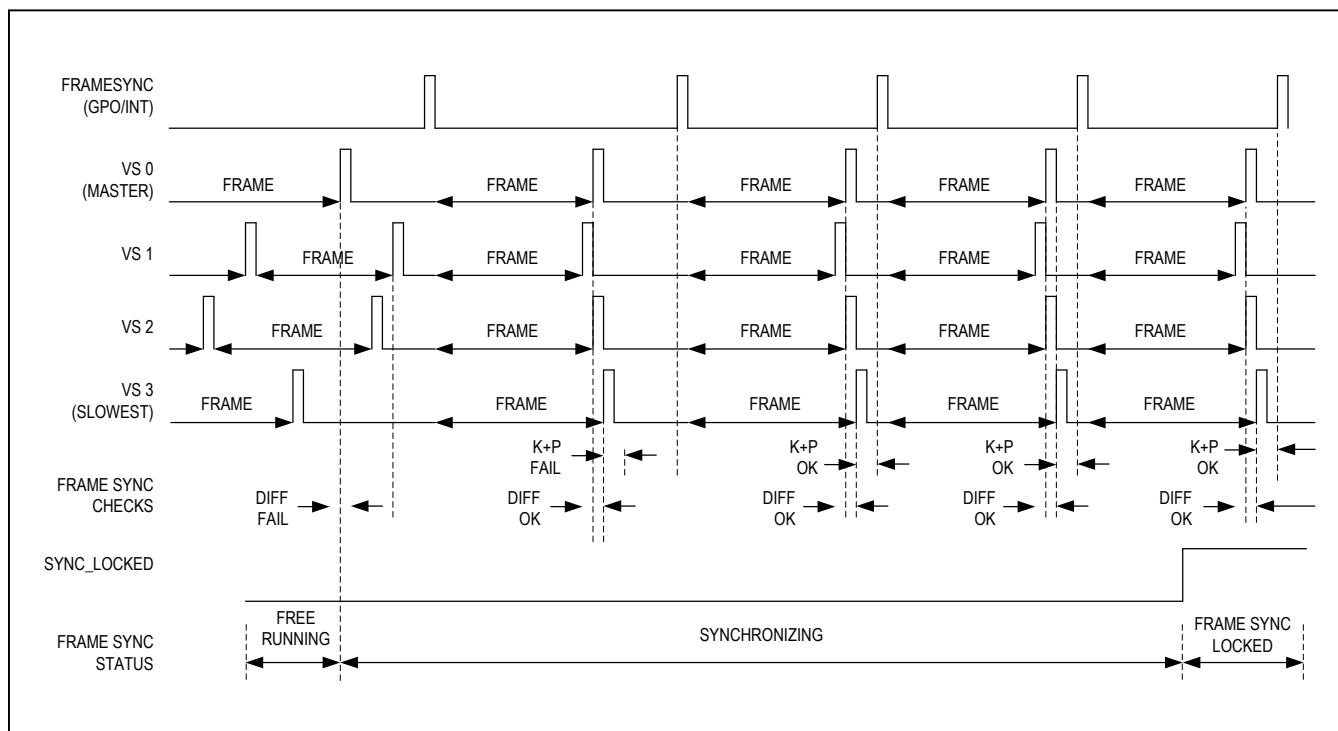 FRAMESYNC
(GPO/INT)
VS 0
(MASTER)
FRAME FRAME FRAME FRAME FRAME
VS 1
FRAME FRAME FRAME FRAME FRAME
VS 2
FRAME FRAME FRAME FRAME FRAME
VS 3
(SLOWEST)
FRAME FRAME FRAME FRAME FRAME
K+P K+P K+P K+P
FAIL OK OK OK
FRAME SYNC
CHECKS
DIFF DIFF DIFF DIFF DIFF
FAIL OK OK OK OK
SYNC_LOCKED
FREE
RUNNING
SYNCHRONIZING
FRAME SYNC
LOCKED
FRAME SYNC
STATUS